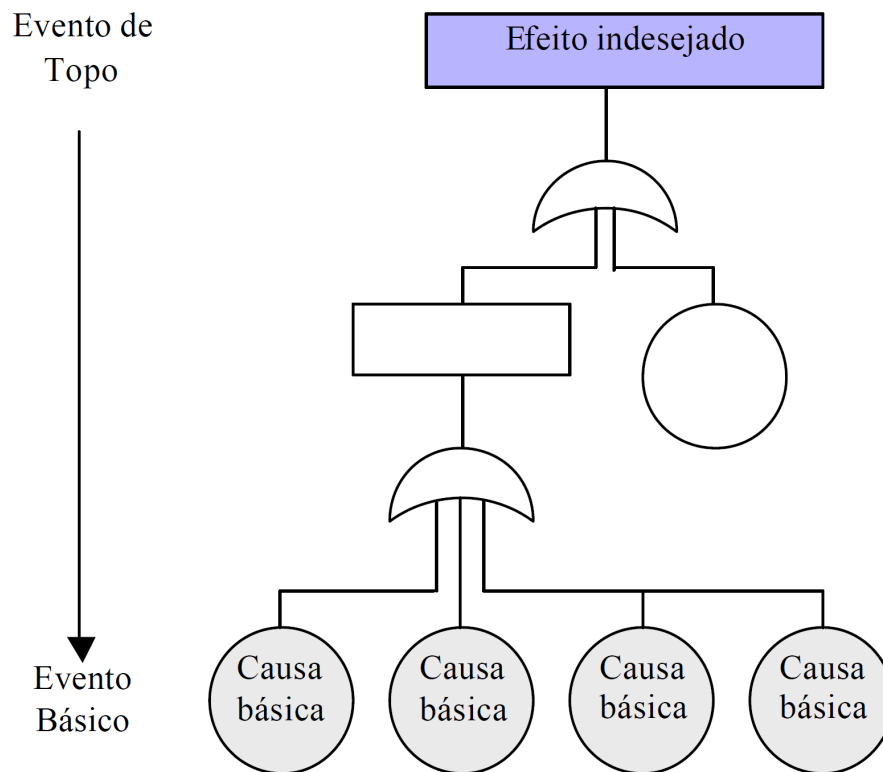 Evento de
Topo
Efeito indesejado
Evento
Básico
Causa
básica
Causa
básica
Causa
básica
Causa
básica